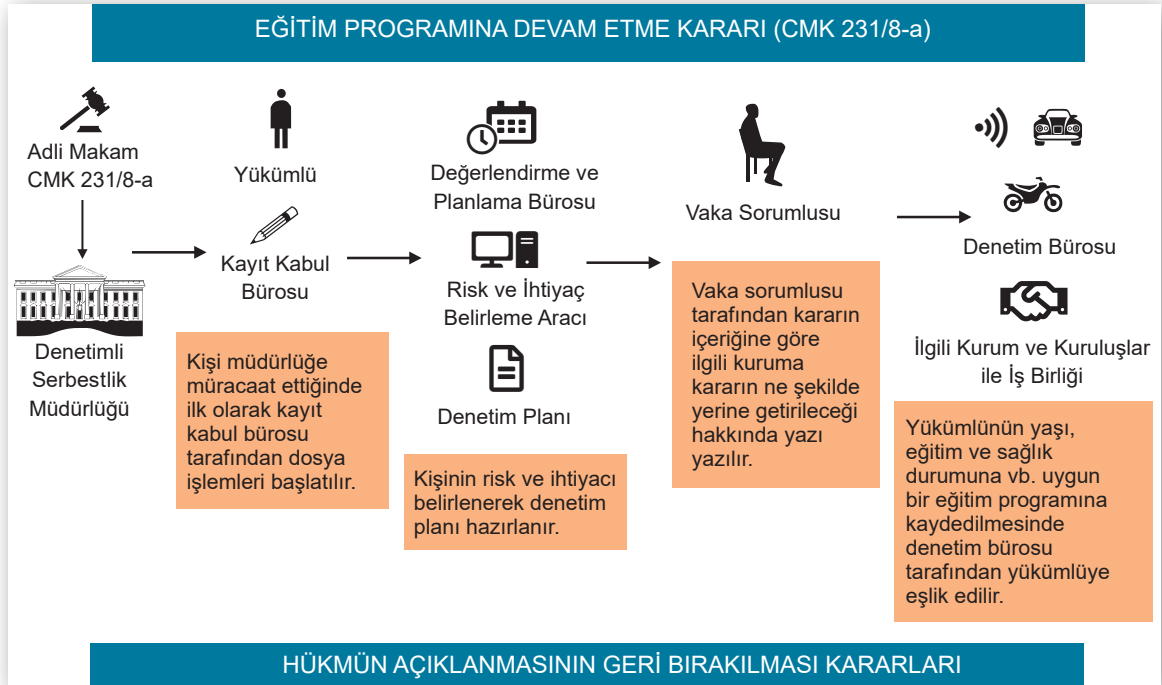 EĞİTİM PROGRAMINA DEVAM ETME KARARI (CMK 231/8-a)
Adli Makam
CMK 231/8-a
Denetimli
Serbestlik
Müdürlüğü
Yükümlü
Kayıt Kabul
Bürosu
Kişi müdürlüğe
müracaat ettiğinde
ilk olarak kayıt
kabul bürosu
tarafından dosya
işlemleri başlatılır.
Değerlendirme ve
Planlama Bürosu
Risk ve İhtiyaç
Belirleme Aracı
Denetim Planı
Kişinin risk ve ihtiyacı
belirlenerek denetim
planı hazırlanır.
Vaka Sorumlusu
Vaka sorumlusu
tarafından kararın
içeriğine göre
ilgili kuruma
kararın ne şekilde
yerine getirileceği
hakkında yazı
yazılır.
Denetim Bürosu
İlgili Kurum ve Kuruluşlar
ile İş Birliği
Yükümlünün yaşı,
eğitim ve sağlık
durumuna vb. uygun
bir eğitim programına
kaydedilmesinde
denetim bürosu
tarafından yükümlüye
eşlik edilir.
HÜKMÜN AÇIKLANMASININ GERİ BIRAKILMASI KARARLARI